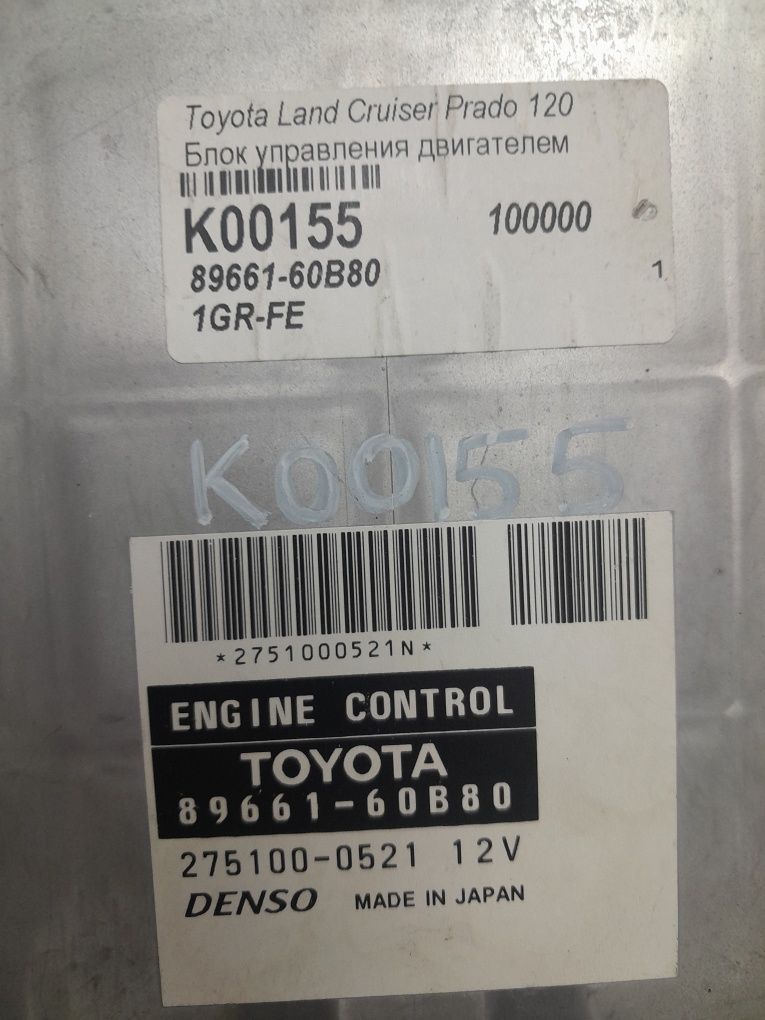 Toyota Land Cruiser Prado 120
Блок управления двигателем
K00155 100000
89661-60B80 1
1GR-FE
K00155
*2751000521N*
ENGINE CONTROL
TOYOTA
89661-60B80
275100-0521 12V
DENSO MADE IN JAPAN